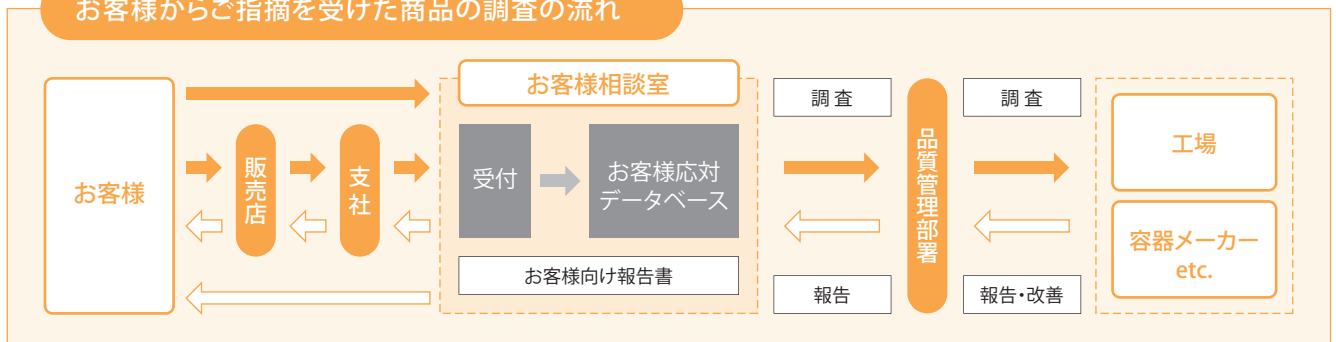 お客様からご指摘を受けた商品の調査の流れ
お客様
販売店
支社
お客様相談室
受付
お客様応対
データベース
お客様向け報告書
調 査
報告
品質管理部署
調 査
報告・改善
工場
容器メーカー
etc.